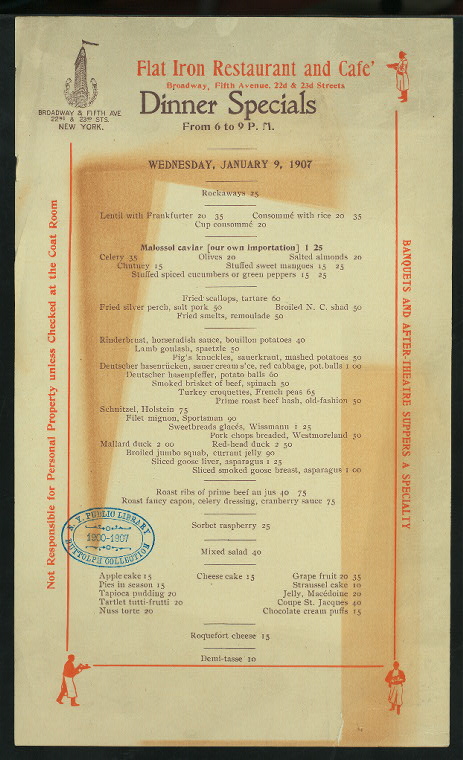 Flat Iron Restaurant and Cafe'
Broadway, Fifth Avenue, 22d & 23d Streets
Dinner Specials
From 6 to 9 P. M.
BROADWAY & FIFTH AVE
22ND & 23RD STS.
NEW YORK.
WEDNESDAY, JANUARY 9, 1907
Rockaways 25
Lentil with Frankfurter 20 35 Consommé with rice 20 35
Cup consommé 20
Malossol caviar [our own importation] 1 25
Celery 35 Olives 20 Salted almonds 20
Chutney 15 Stuffed sweet mangoes 15 25
Stuffed spiced cucumbers or green peppers 15 25
Fried scallops, tartare 60
Fried silver perch, salt pork 50 Broiled N. C. shad 50
Fried smelts, remoulade 50
Rinderbrust, horseradish sauce, bouillon potatoes 40
Lamb goulash, spaetzle 50
Pig's knuckles, sauerkraut, mashed potatoes 50
Deutscher hasenrücken, sauer cream s'ce, red cabbage, pot. balls 1 00
Deutscher hasenpfeffer, potato balls 60
Smoked brisket of beef, spinach 50
Turkey croquettes, French peas 65
Prime roast beef hash, old-fashion 50
Schnitzel, Holstein 75
Filet mignon, Sportsman 90
Sweetbreads glacés, Wissmann 1 25
Pork chops breaded, Westmoreland 50
Mallard duck 2 00 Red-head duck 2 50
Broiled jumbo squab, currant jelly 90
Sliced goose liver, asparagus 1 25
Sliced smoked goose breast, asparagus 1 00
Roast ribs of prime beef au jus 40 75
Roast fancy capon, celery dressing, cranberry sauce 75
Sorbet raspberry 25
Mixed salad 40
Apple cake 15 Cheese cake 15 Grape fruit 20 35
Pies in season 15 Straussel cake 10
Tapioca pudding 20 Jelly, Macédoine 20
Tartlet tutti-frutti 20 Coupe St. Jacques 40
Nuss torte 20 Chocolate cream puffs 15
Roquefort cheese 15
Demi-tasse 10
Not Responsible for Personal Property unless Checked at the Coat Room
BANQUETS AND AFTER-THEATRE SUPPERS A SPECIALTY
N. Y. PUBLIC LIBRARY
1900-1907
BUTTOLPH COLLECTION